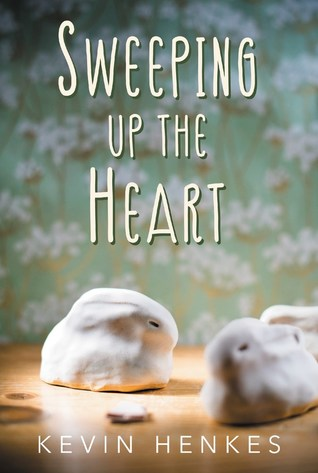 SWEEPING
UP THE
HEART
KEVIN HENKES